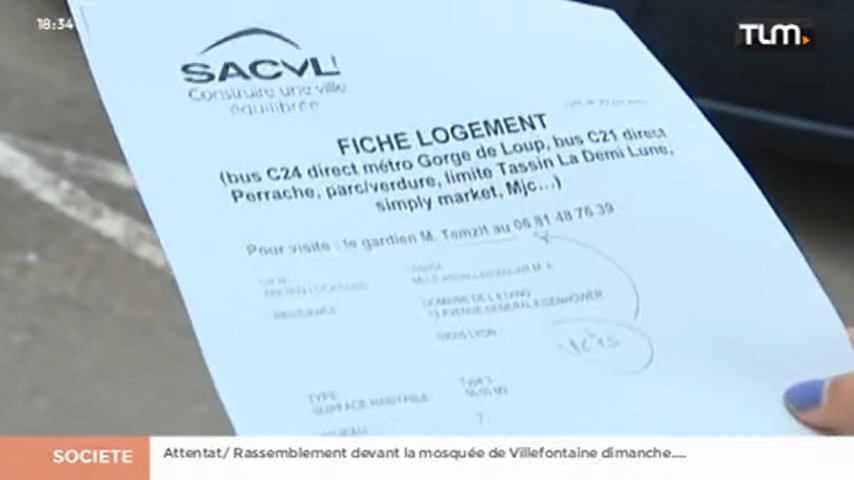 18:34
TLM.
SACVL
Construire une ville
équilibrée
FICHE LOGEMENT
(bus C24 direct métro Gorge de Loup, bus C21 direct
Perrache, parc/verdure, limite Tassin La Demi Lune,
simply market, Mjc...)
Pour visite : le gardien M. Temzit au 06 81 48 76 39
RESIDENCE
DOMAINE DE L'ETANG
13 AVENUE GENERAL EISENHOWER
69005 LYON
TYPE
SURFACE HABITABLE
SOCIETE
Attentat/ Rassemblement devant la mosquée de Villefontaine dimanche....